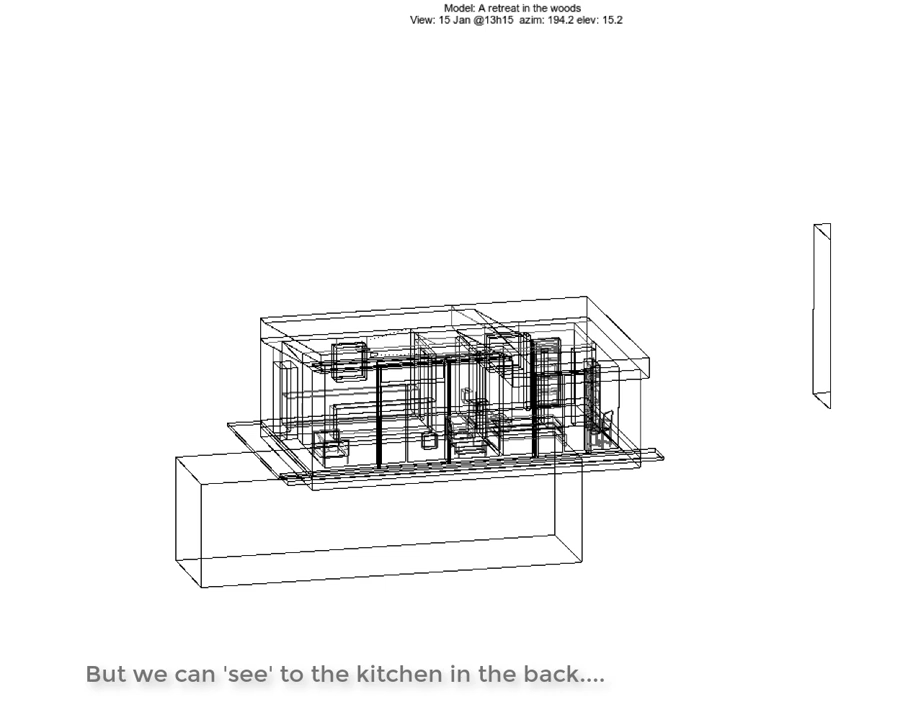 Model: A retreat in the woods
View: 15 Jan @13h15 azim: 194.2 elev: 15.2
But we can 'see' to the kitchen in the back....